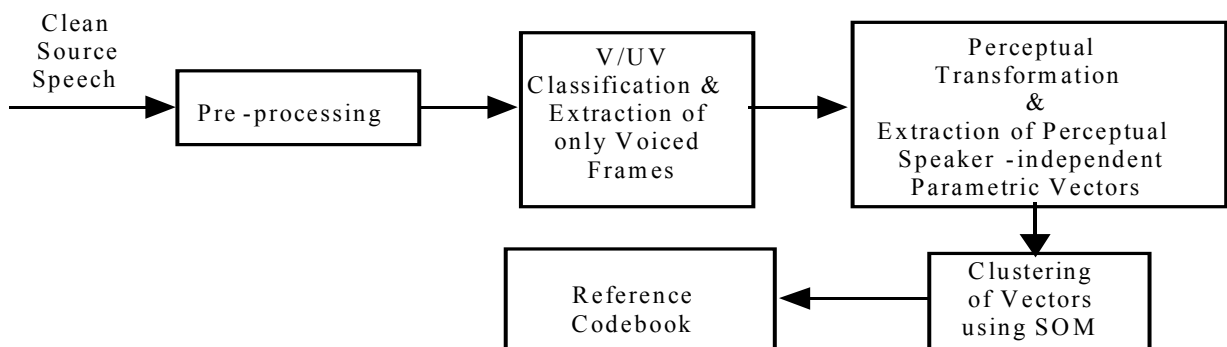 Clean
Source
Speech
Pre -processing
V/UV
Classification &
Extraction of
only Voiced
Frames
Perceptual
Transformation
&
Extraction of Perceptual
Speaker -independent
Parametric Vectors
Clustering
of Vectors
using SOM
Reference
Codebook